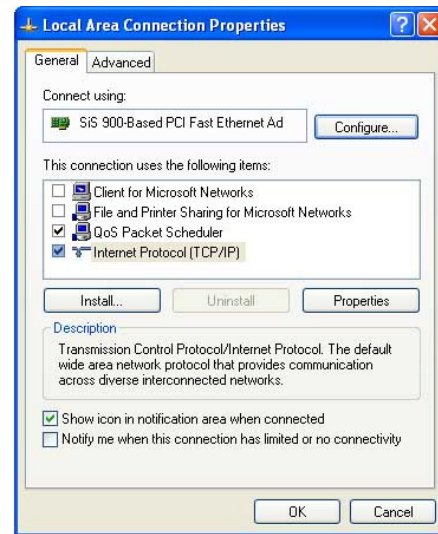 Local Area Connection Properties
General
Advanced
Connect using:
SiS 900-Based PCI Fast Ethernet Ad
Configure...
This connection uses the following items:
Client for Microsoft Networks
File and Printer Sharing for Microsoft Networks
QoS Packet Scheduler
Internet Protocol (TCP/IP)
Install...
Uninstall
Properties
Description
Transmission Control Protocol/Internet Protocol. The default
wide area network protocol that provides communication
across diverse interconnected networks.
Show icon in notification area when connected
Notify me when this connection has limited or no connectivity
OK
Cancel